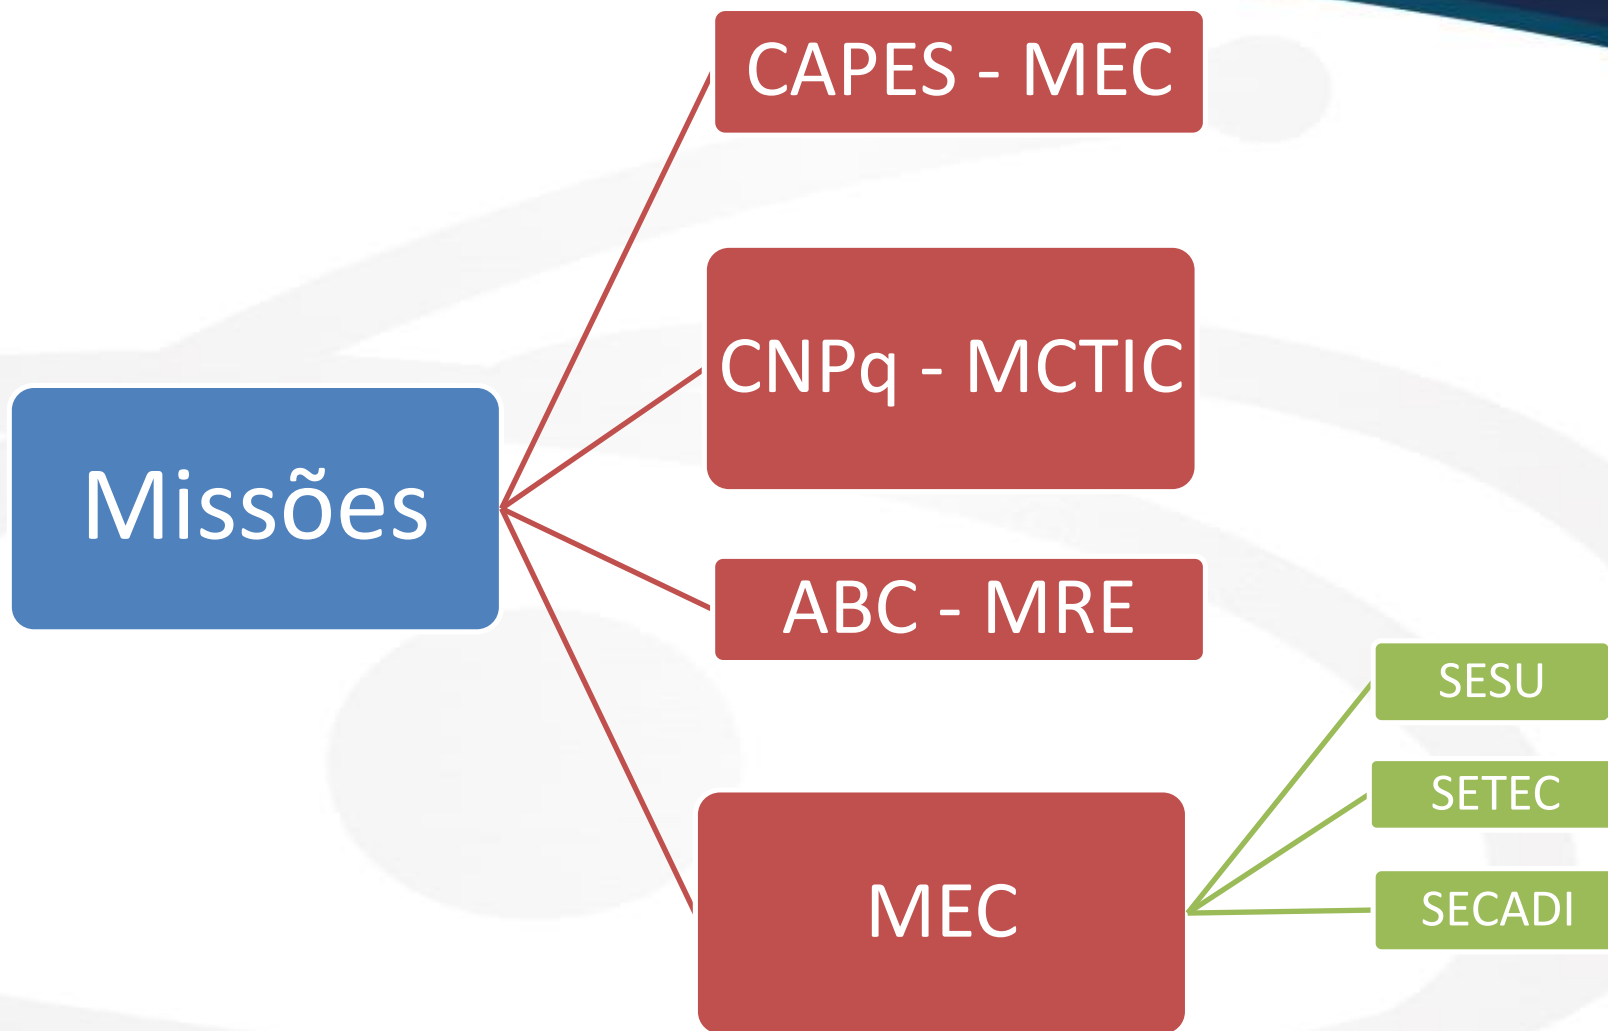 CAPES - MEC
CNPq - MCTIC
Missões
ABC - MRE
SESU
SETEC
MEC
SECADI